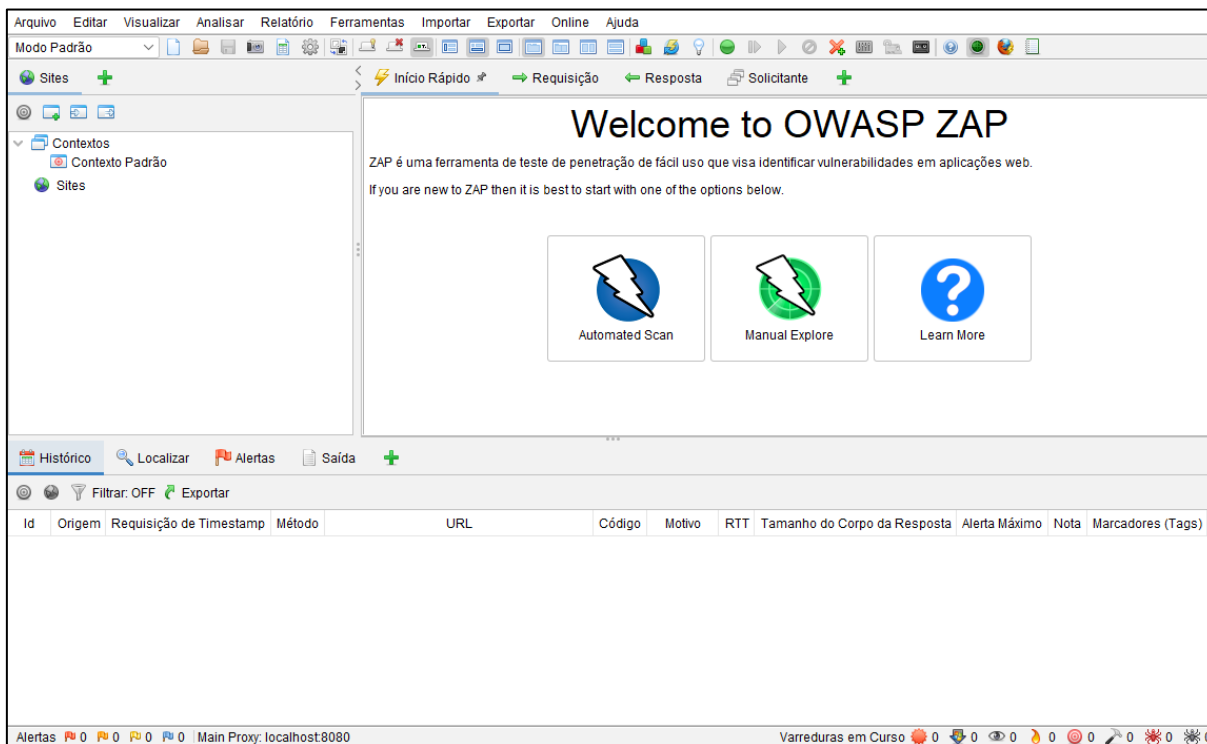 Arquivo Editar Visualizar Analisar Relatório Ferramentas Importar Exportar Online Ajuda
Modo Padrão
Sites
Início Rápido Requisição Resposta Solicitante
Contextos
Contexto Padrão
Sites
Welcome to OWASP ZAP
ZAP é uma ferramenta de teste de penetração de fácil uso que visa identificar vulnerabilidades em aplicações web.
If you are new to ZAP then it is best to start with one of the options below.
Automated Scan Manual Explore Learn More
Histórico Localizar Alertas Saída
Filtrar: OFF Exportar
Id Origem Requisição de Timestamp Método URL Código Motivo RTT Tamanho do Corpo da Resposta Alerta Máximo Nota Marcadores (Tags)
Alertas 0 0 0 0 Main Proxy: localhost:8080 Varreduras em Curso 0 0 0 0 0 0 0 0